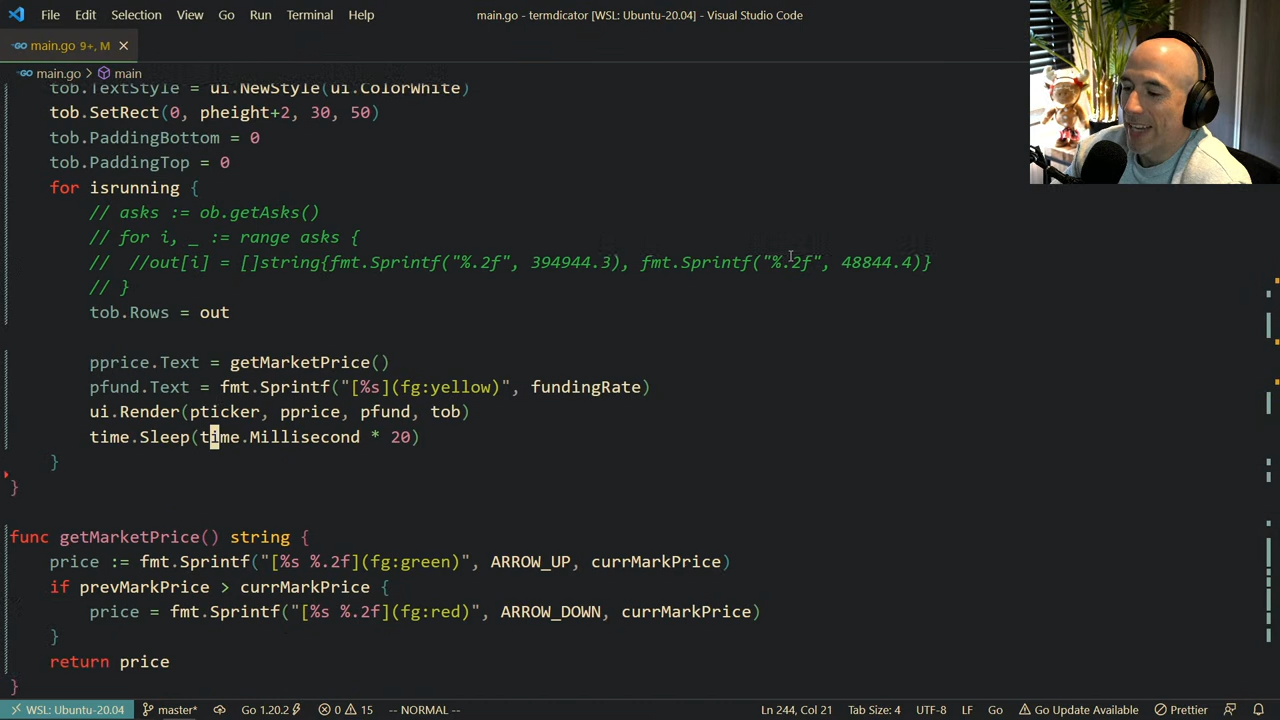 File Edit Selection View Go Run Terminal Help main.go - termdicator [WSL: Ubuntu-20.04] - Visual Studio Code
main.go 9+, M
main.go > main
tob.TextStyle = ui.NewStyle(ui.ColorWhite)
tob.SetRect(0, pheight+2, 30, 50)
tob.PaddingBottom = 0
tob.PaddingTop = 0
for isrunning {
// asks := ob.getAsks()
// for i, _ := range asks {
// //out[i] = []string{fmt.Sprintf("%.2f", 394944.3), fmt.Sprintf("%.2f", 48844.4)}
// }
tob.Rows = out
pprice.Text = getMarketPrice()
pfund.Text = fmt.Sprintf("[%s](fg:yellow)", fundingRate)
ui.Render(pticker, pprice, pfund, tob)
time.Sleep(time.Millisecond * 20)
}
}
func getMarketPrice() string {
price := fmt.Sprintf("[%s %.2f](fg:green)", ARROW_UP, currMarkPrice)
if prevMarkPrice > currMarkPrice {
price = fmt.Sprintf("[%s %.2f](fg:red)", ARROW_DOWN, currMarkPrice)
}
return price
}
WSL: Ubuntu-20.04 master* Go 1.20.2 0 15 -- NORMAL -- Ln 244, Col 21 Tab Size: 4 UTF-8 LF Go Go Update Available Prettier